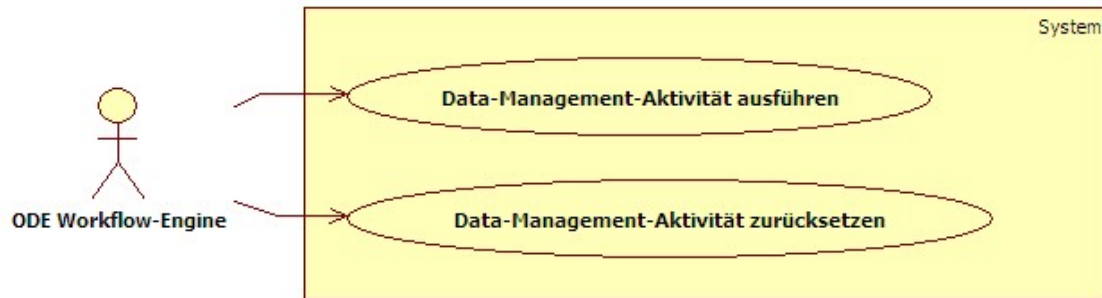 System
Data-Management-Aktivität ausführen
Data-Management-Aktivität zurücksetzen
ODE Workflow-Engine